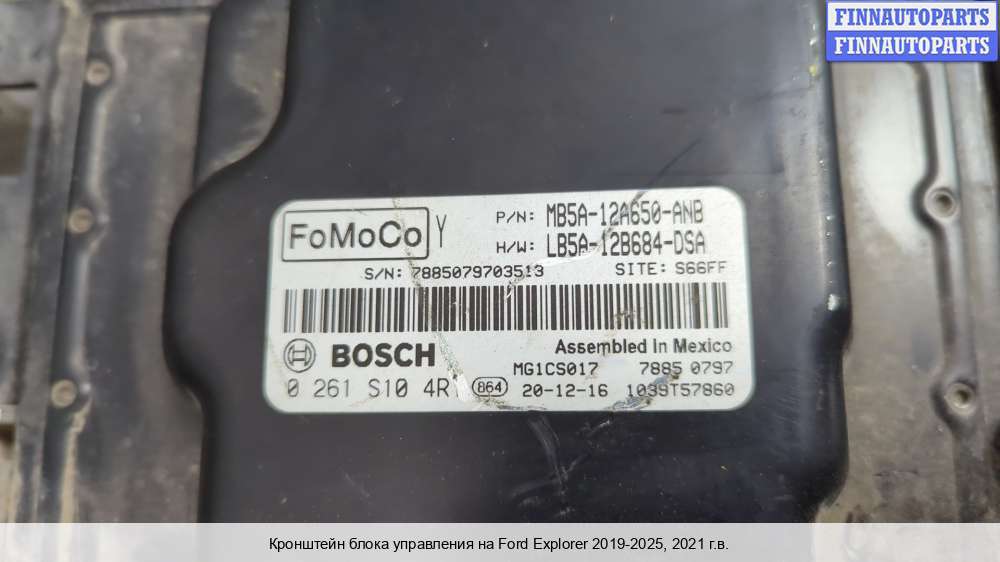 FINNAUTOPARTS
FINNAUTOPARTS
FoMoCo Y P/N: MB5A-12A650-ANB
H/W: LB5A-12B684-DSA
S/N: 7885079703513 SITE: S66FF
BOSCH Assembled in Mexico
MG1CS017 7885 0797
0 261 S10 4R 864 20-12-16 1039T57860
Кронштейн блока управления на Ford Explorer 2019-2025, 2021 г.в.